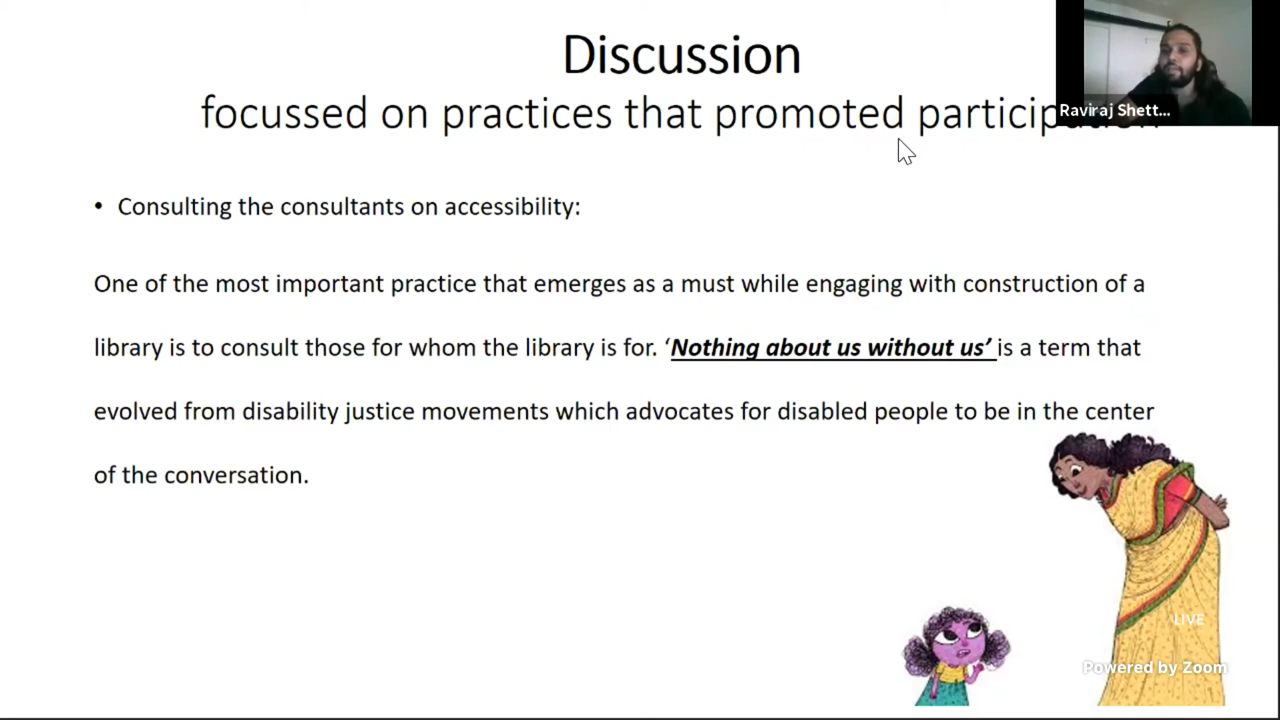 Discussion
focussed on practices that promoted
Raviraj Shett...
• Consulting the consultants on accessibility:
One of the most important practice that emerges as a must while engaging with construction of a
library is to consult those for whom the library is for. ‘Nothing about us without us’ is a term that
evolved from disability justice movements which advocates for disabled people to be in the center
of the conversation.
LIVE
Powered by Zoom